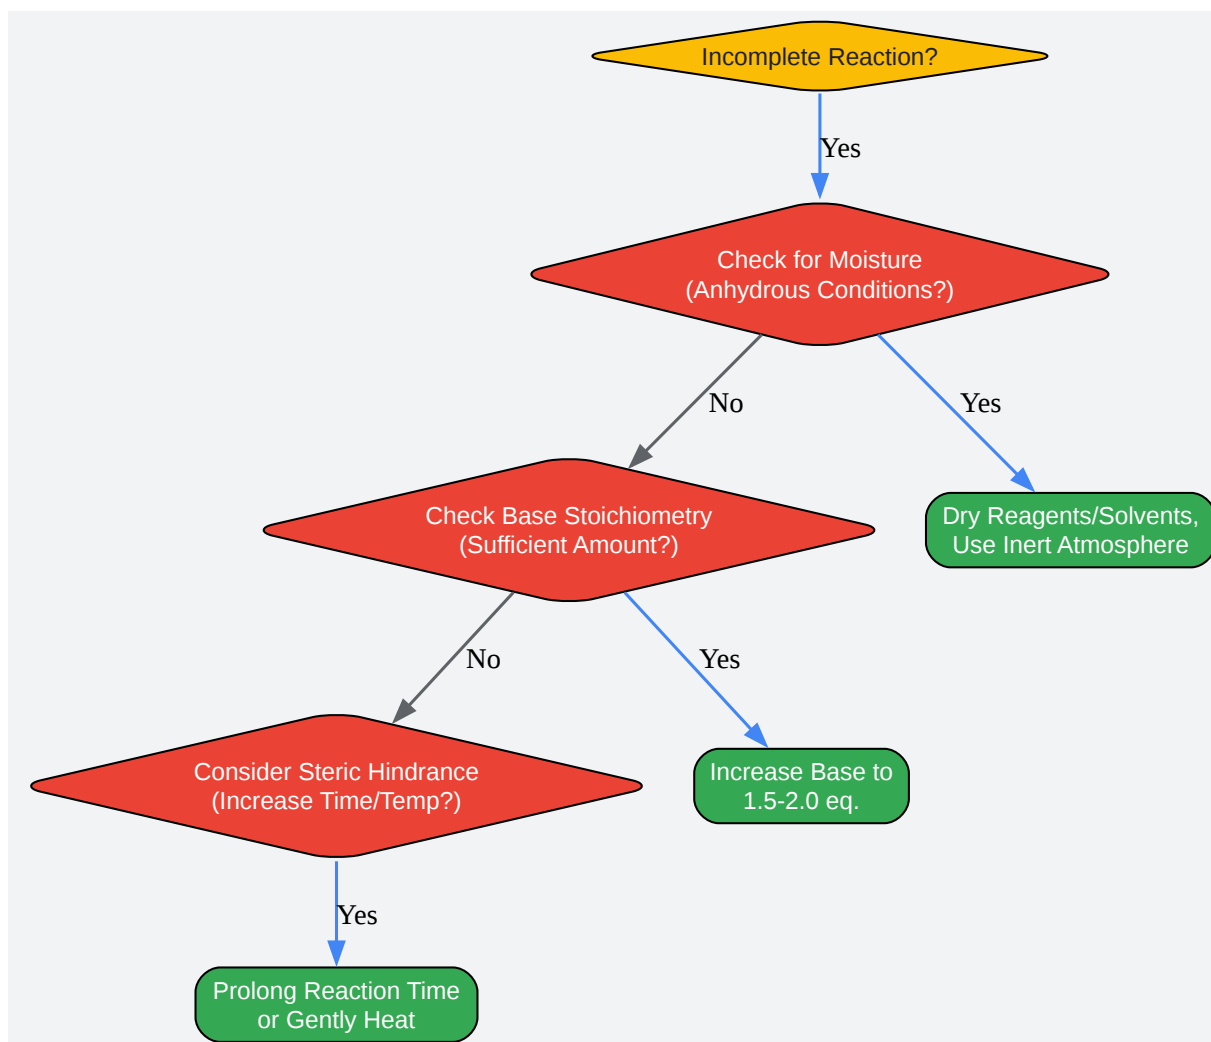 Incomplete Reaction?
Yes
Check for Moisture
(Anhydrous Conditions?)
No
Yes
Check Base Stoichiometry
(Sufficient Amount?)
Dry Reagents/Solvents,
Use Inert Atmosphere
No
Yes
Consider Steric Hindrance
(Increase Time/Temp?)
Increase Base to
1.5-2.0 eq.
Yes
Prolong Reaction Time
or Gently Heat